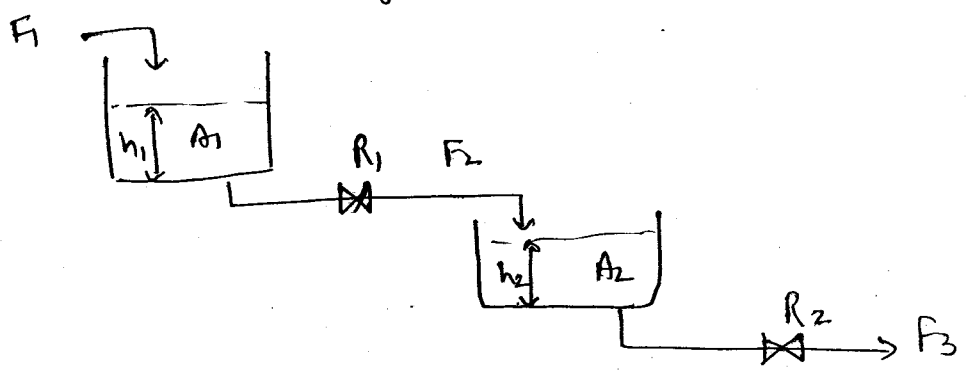 F₁
h₁ A₁
R₁ F₂
h₂ A₂
R₂
F₃